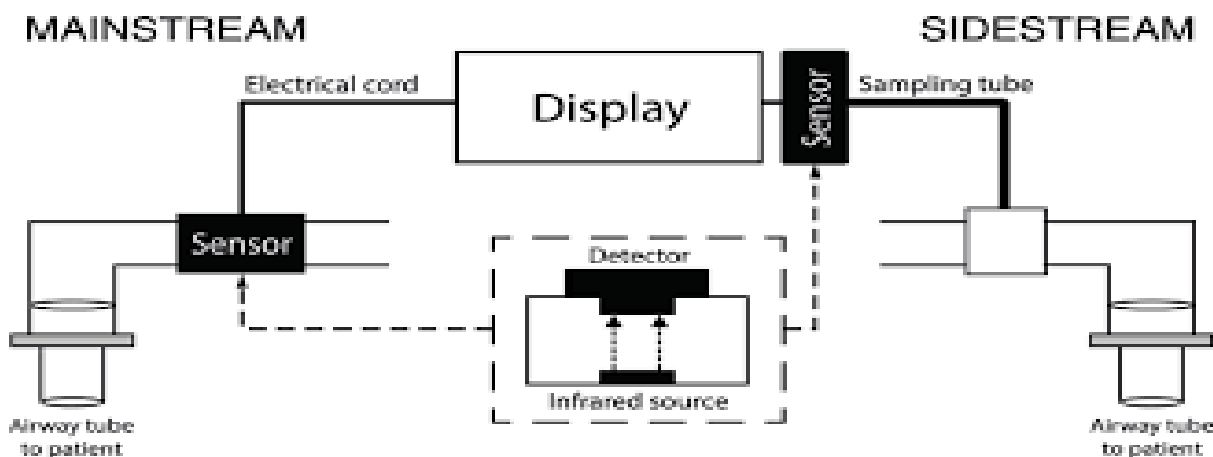 MAINSTREAM
SIDESTREAM
Electrical cord
Display
Sensor
Sampling tube
Sensor
Detector
Infrared source
Airway tube
to patient
Airway tube
to patient